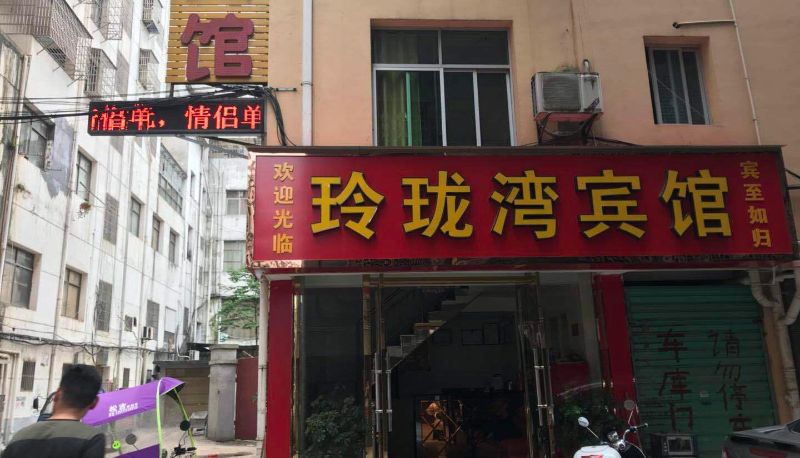 馆
情侣单
欢迎光临
玲珑湾宾馆
宾至如归
请勿停车
车库门